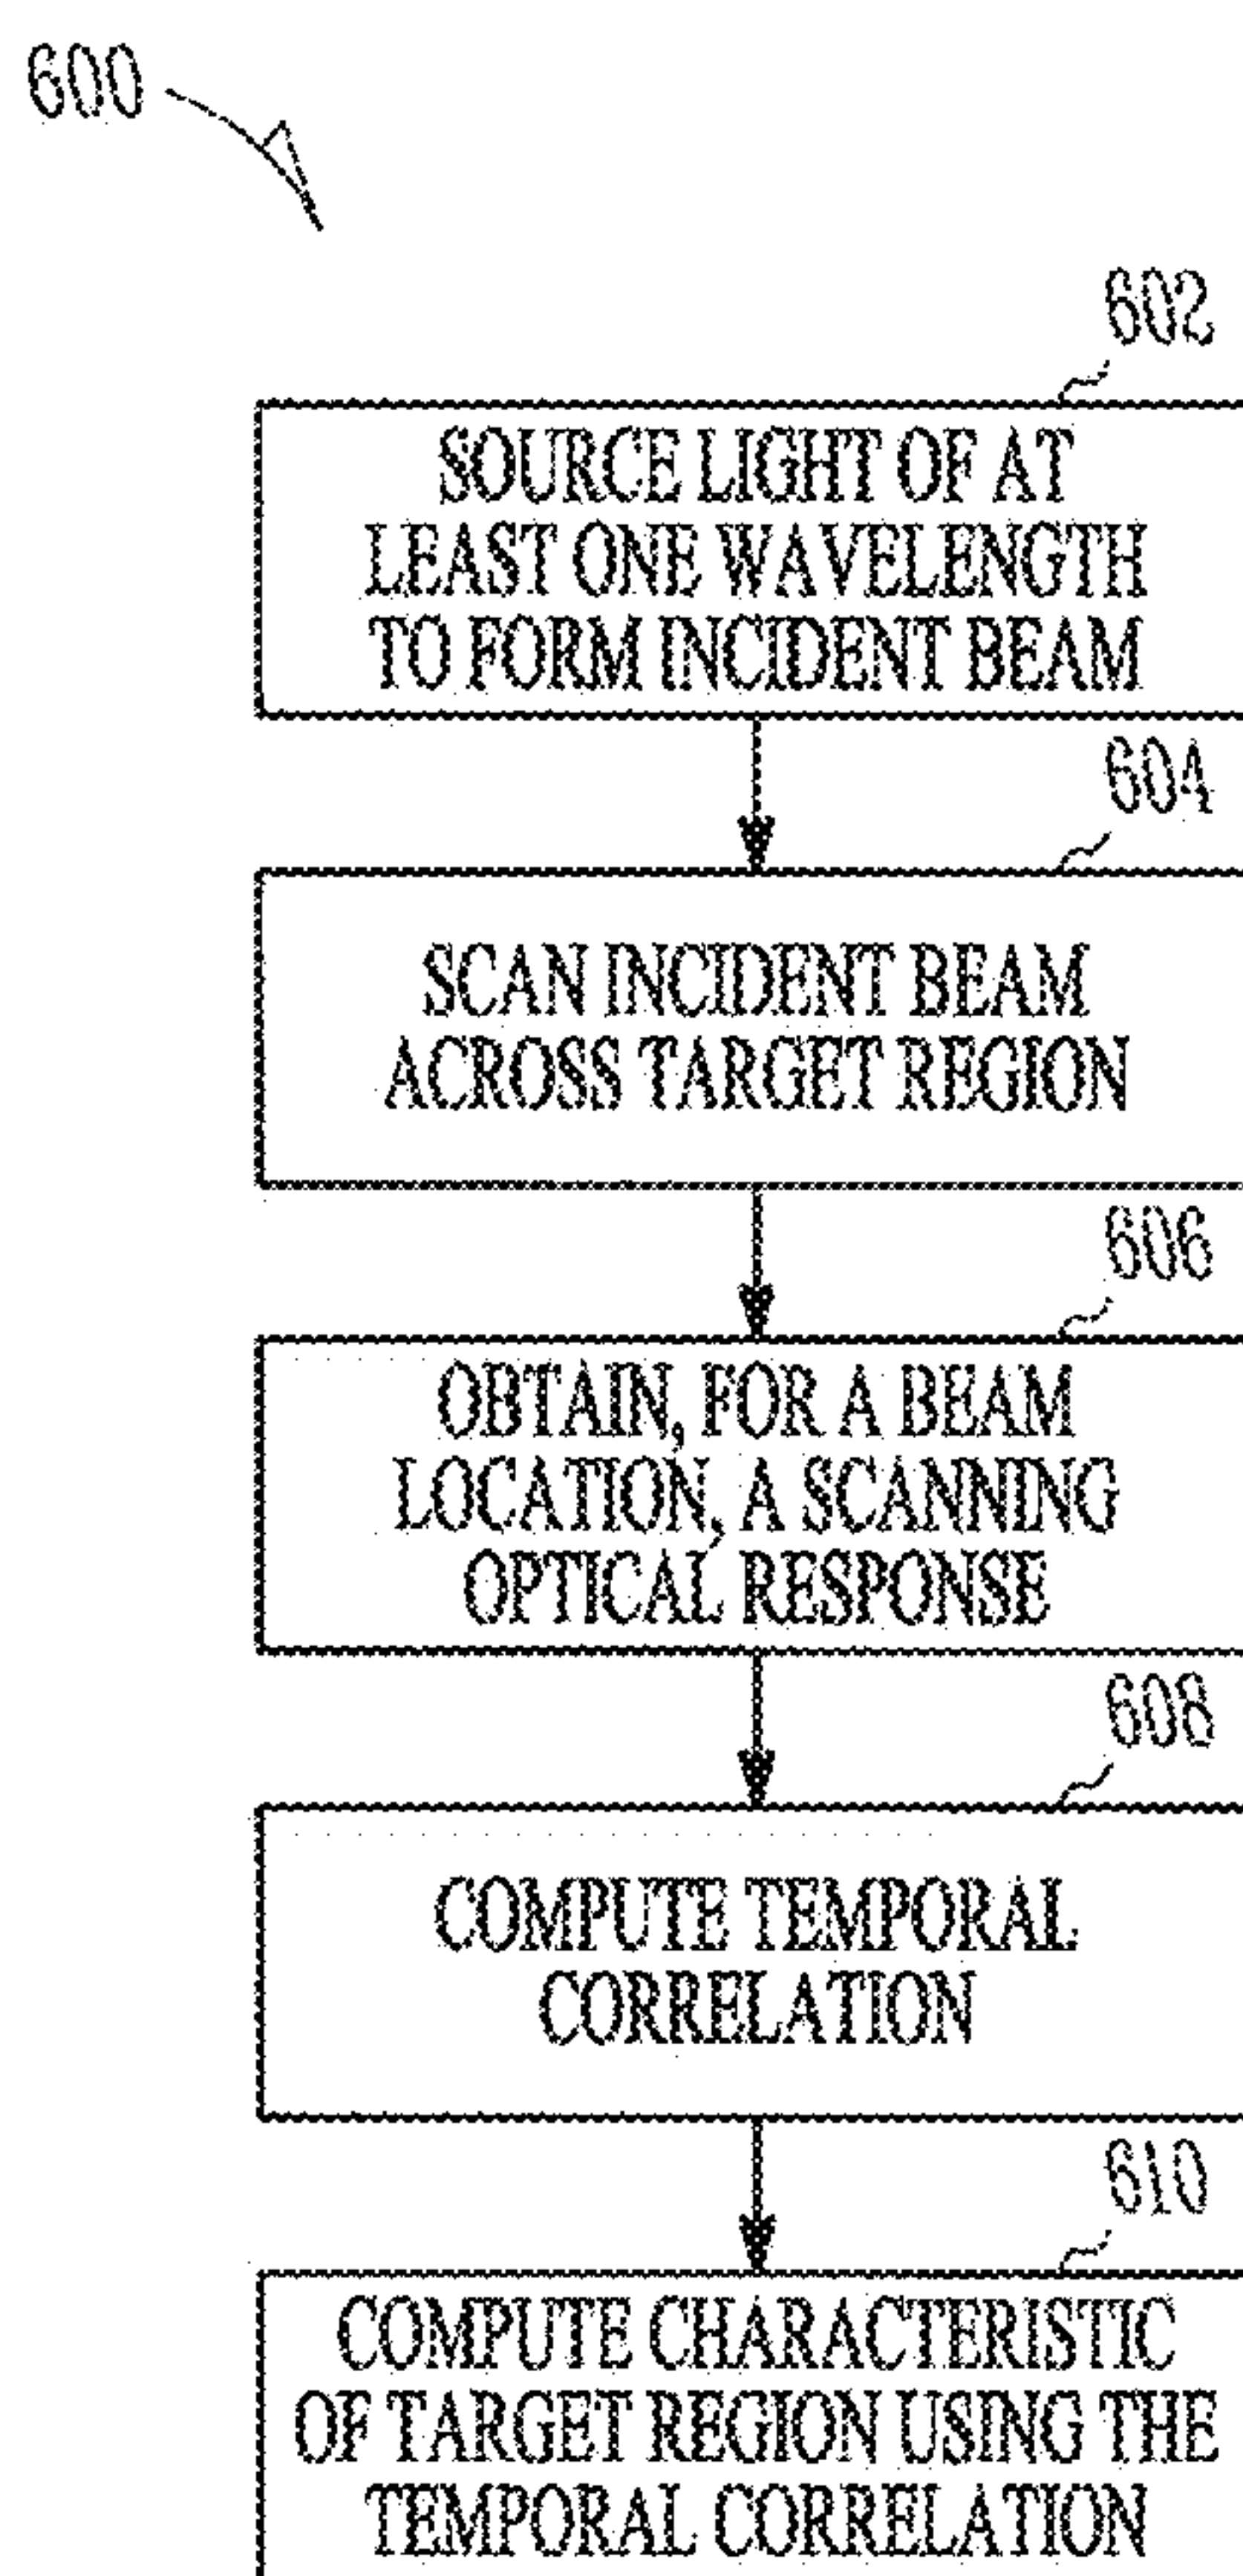 600
602
SOURCE LIGHT OF AT
LEAST ONE WAVELENGTH
TO FORM INCIDENT BEAM
604
SCAN INCIDENT BEAM
ACROSS TARGET REGION
606
OBTAIN, FOR A BEAM
LOCATION, A SCANNING
OPTICAL RESPONSE
608
COMPUTE TEMPORAL
CORRELATION
610
COMPUTE CHARACTERISTIC
OF TARGET REGION USING THE
TEMPORAL CORRELATION